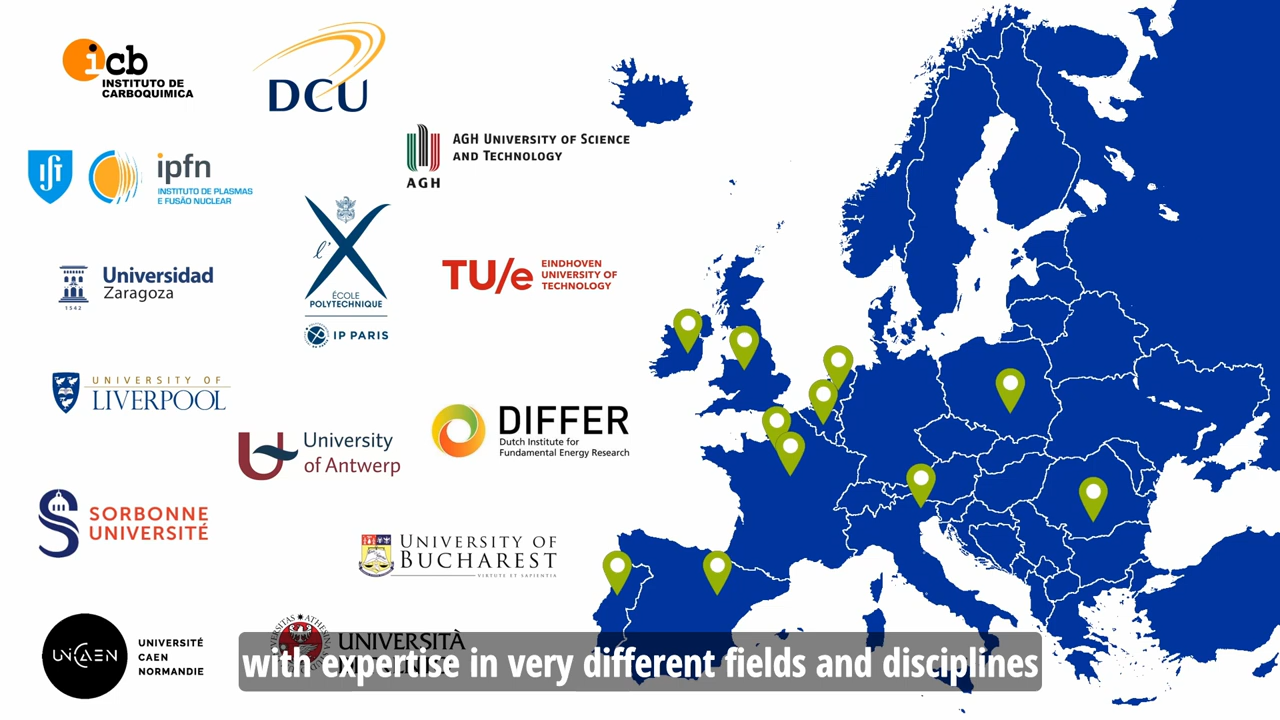 icb
INSTITUTO DE
CARBOQUIMICA
DCU
AGH UNIVERSITY OF SCIENCE
AND TECHNOLOGY
AGH
ipfn
INSTITUTO DE PLASMAS
E FUSÃO NUCLEAR
l'X
ÉCOLE
POLYTECHNIQUE
IP PARIS
Universidad
Zaragoza
1542
TU/e EINDHOVEN
UNIVERSITY OF
TECHNOLOGY
UNIVERSITY OF
LIVERPOOL
University
of Antwerp
DIFFER
Dutch Institute for
Fundamental Energy Research
SORBONNE
UNIVERSITÉ
UNIVERSITY OF
BUCHAREST
VIRTUTE ET SAPIENTIA
UNICAEN
UNIVERSITÉ
CAEN
NORMANDIE
UNIVERSITÀ
with expertise in very different fields and disciplines